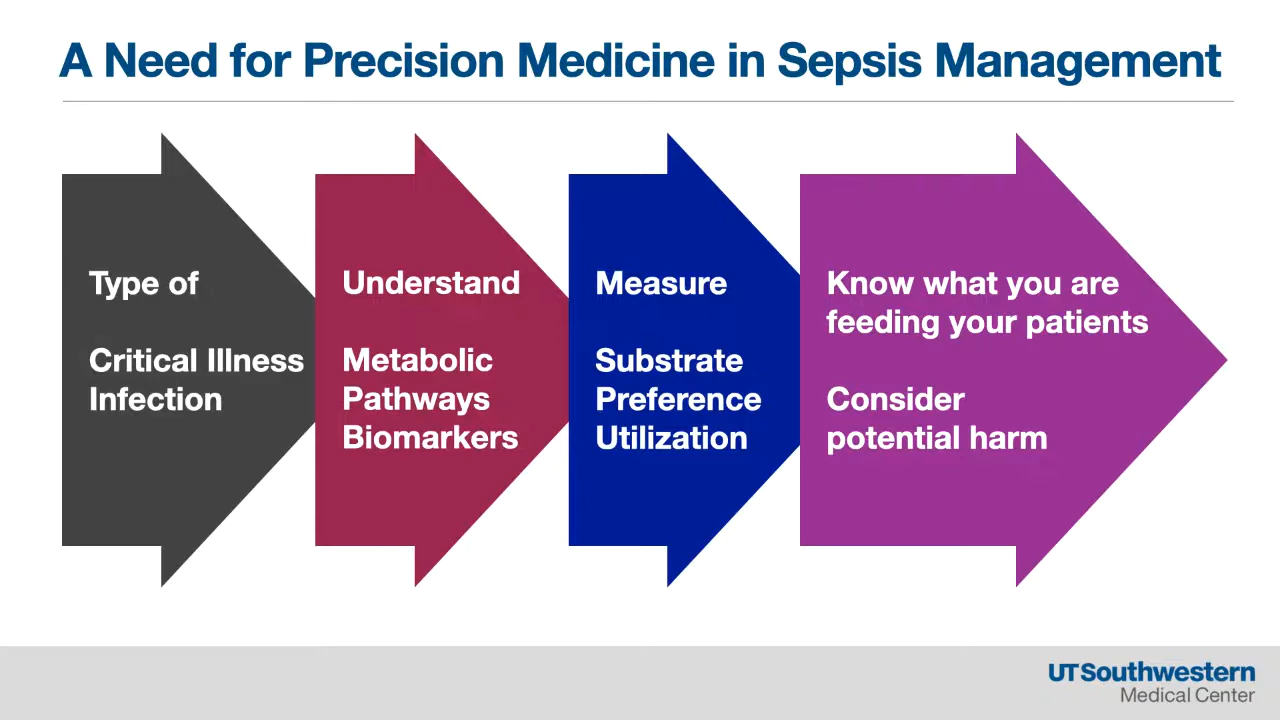 A Need for Precision Medicine in Sepsis Management
Type of
Critical Illness
Infection
Understand
Metabolic
Pathways
Biomarkers
Measure
Substrate
Preference
Utilization
Know what you are
feeding your patients
Consider
potential harm
UTSouthwestern
Medical Center